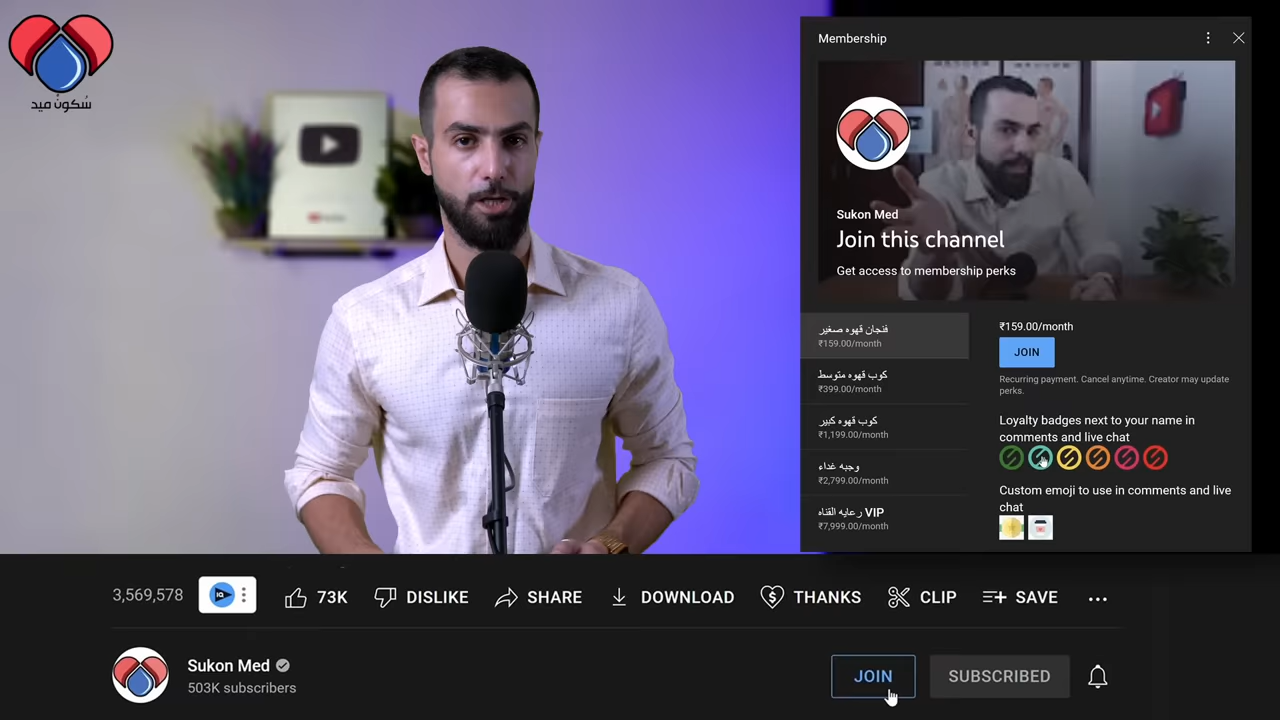 سُكونْ ميد
Membership
Sukon Med
Join this channel
Get access to membership perks
فنجان قهوه صغير
₹159.00/month
كوب قهوه متوسط
₹399.00/month
كوب قهوه كبير
₹1,199.00/month
وجبه غداء
₹2,799.00/month
VIP رعايه القناه
₹7,999.00/month
₹159.00/month
JOIN
Recurring payment. Cancel anytime. Creator may update
perks.
Loyalty badges next to your name in
comments and live chat
Custom emoji to use in comments and live
chat
3,569,578
IQ
73K
DISLIKE
SHARE
DOWNLOAD
THANKS
CLIP
SAVE
Sukon Med
503K subscribers
JOIN
SUBSCRIBED